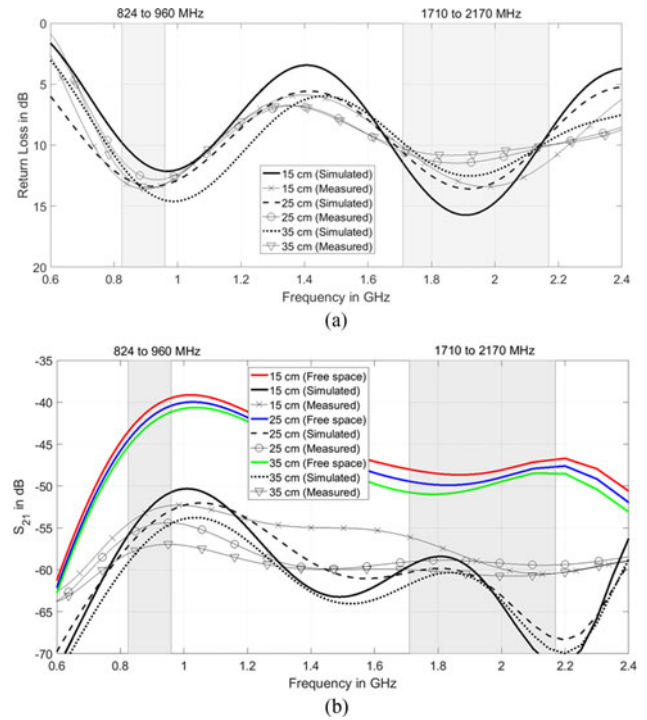 824 to 960 MHz 1710 to 2170 MHz
0
5
10
15
20
Return Loss in dB
15 cm (Simulated)
15 cm (Measured)
25 cm (Simulated)
25 cm (Measured)
35 cm (Simulated)
35 cm (Measured)
0.6 0.8 1 1.2 1.4 1.6 1.8 2 2.2 2.4
Frequency in GHz
(a)
824 to 960 MHz 1710 to 2170 MHz
-35
-40
-45
-50
-55
-60
-65
-70
S21 in dB
15 cm (Free space)
15 cm (Simulated)
15 cm (Measured)
25 cm (Free space)
25 cm (Simulated)
25 cm (Measured)
35 cm (Free space)
35 cm (Simulated)
35 cm (Measured)
0.6 0.8 1 1.2 1.4 1.6 1.8 2 2.2 2.4
Frequency in GHz
(b)